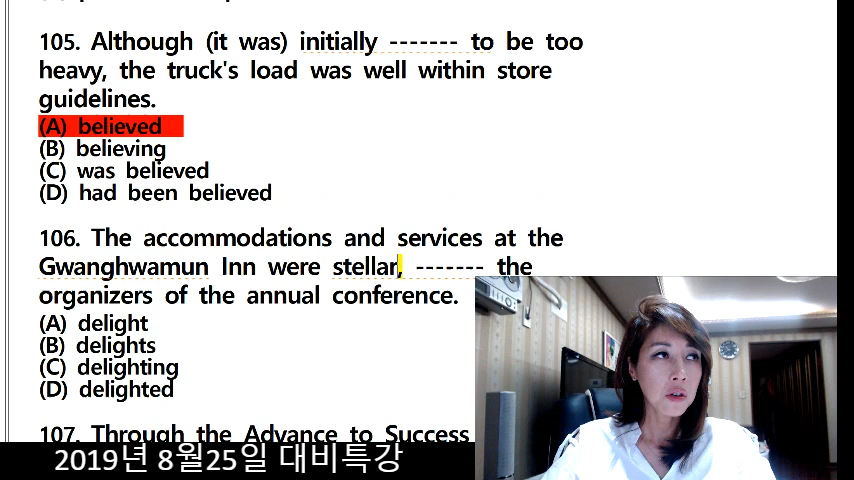 105. Although (it was) initially ------- to be too
heavy, the truck's load was well within store
guidelines.
(A) believed
(B) believing
(C) was believed
(D) had been believed
106. The accommodations and services at the
Gwanghwamun Inn were stellar, ------- the
organizers of the annual conference.
(A) delight
(B) delights
(C) delighting
(D) delighted
107. Through the Advance to Success
2019년 8월25일 대비특강